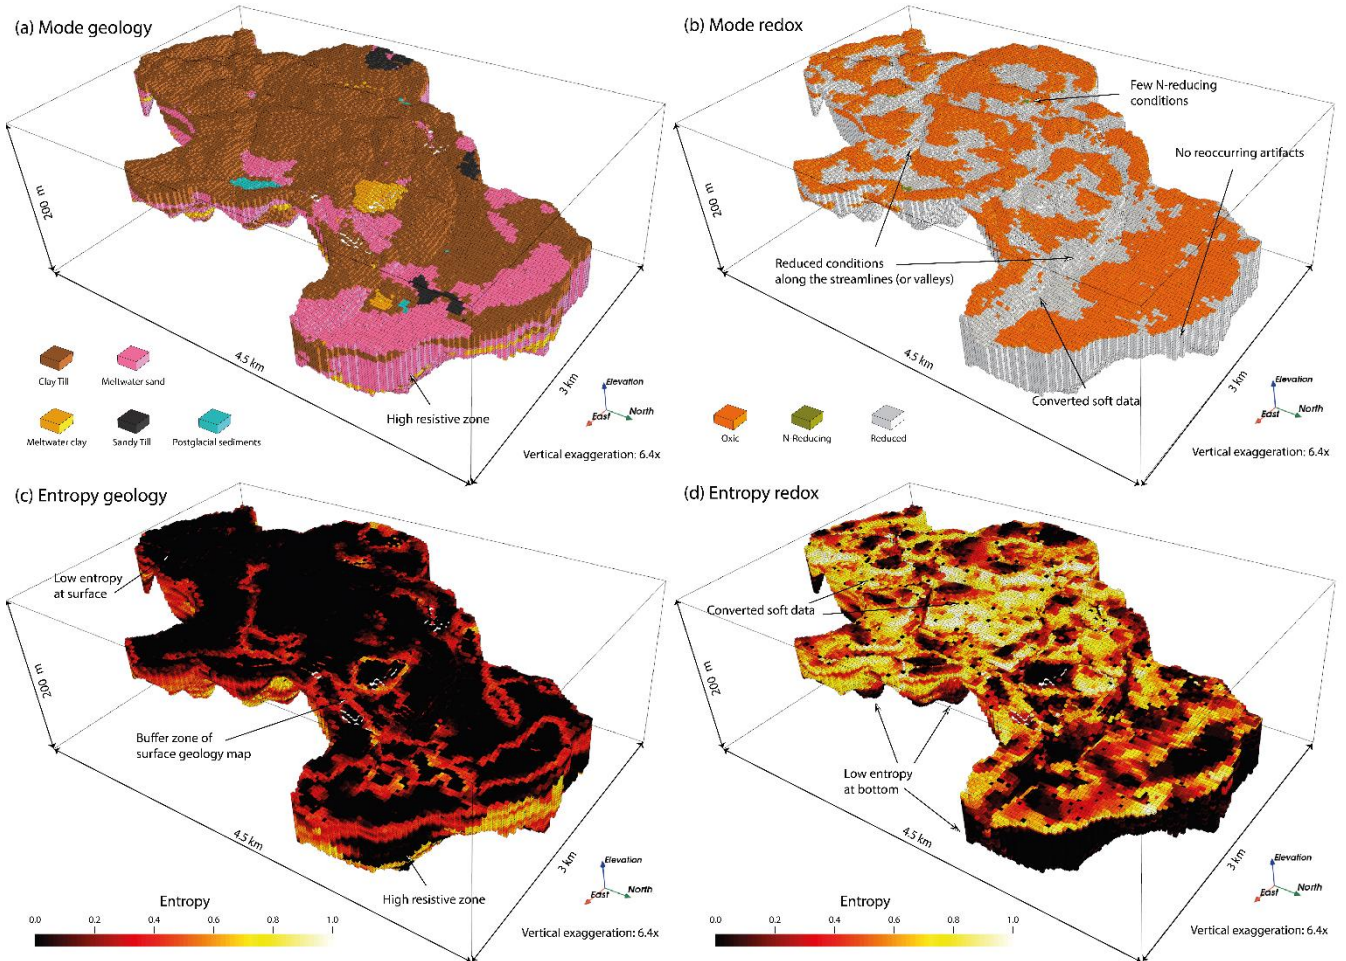 (a) Mode geology
200 m
4.5 km
3 km
High resistive zone
Clay Till
Meltwater sand
Meltwater clay
Sandy Till
Postglacial sediments
Elevation
East
North
Vertical exaggeration: 6.4x
(b) Mode redox
Few N-reducing
conditions
No reoccurring artifacts
Reduced conditions
along the streamlines (or valleys)
200 m
4.5 km
3 km
Converted soft data
Oxic
N-Reducing
Reduced
Elevation
East
North
Vertical exaggeration: 6.4x
(c) Entropy geology
Low entropy
at surface
200 m
Buffer zone of
surface geology map
4.5 km
3 km
High resistive zone
Elevation
East
North
Entropy
0.0 0.2 0.4 0.6 0.8 1.0
Vertical exaggeration: 6.4x
(d) Entropy redox
Converted soft data
200 m
Low entropy
at bottom
4.5 km
3 km
Elevation
East
North
Entropy
0.0 0.2 0.4 0.6 0.8 1.0
Vertical exaggeration: 6.4x